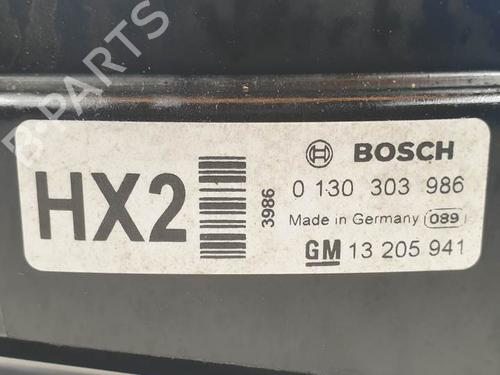 B-PARTS
HX2
3986
BOSCH
0 130 303 986
Made in Germany 089
GM 13 205 941